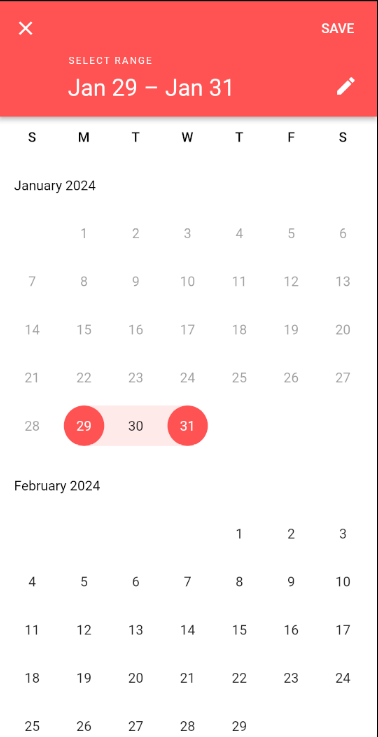 SAVE
SELECT RANGE
Jan 29 – Jan 31
S M T W T F S
January 2024
1 2 3 4 5 6
7 8 9 10 11 12 13
14 15 16 17 18 19 20
21 22 23 24 25 26 27
28 29 30 31
February 2024
1 2 3
4 5 6 7 8 9 10
11 12 13 14 15 16 17
18 19 20 21 22 23 24
25 26 27 28 29